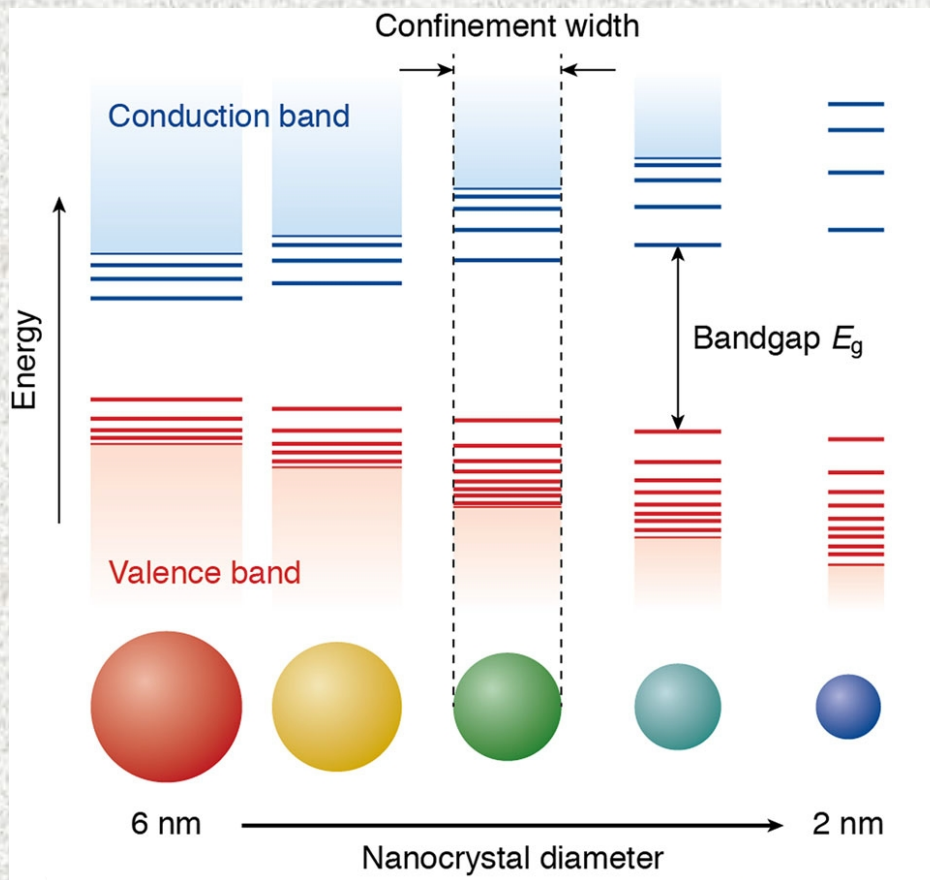 Confinement width
Conduction band
Energy
Bandgap Eg
Valence band
6 nm
2 nm
Nanocrystal diameter